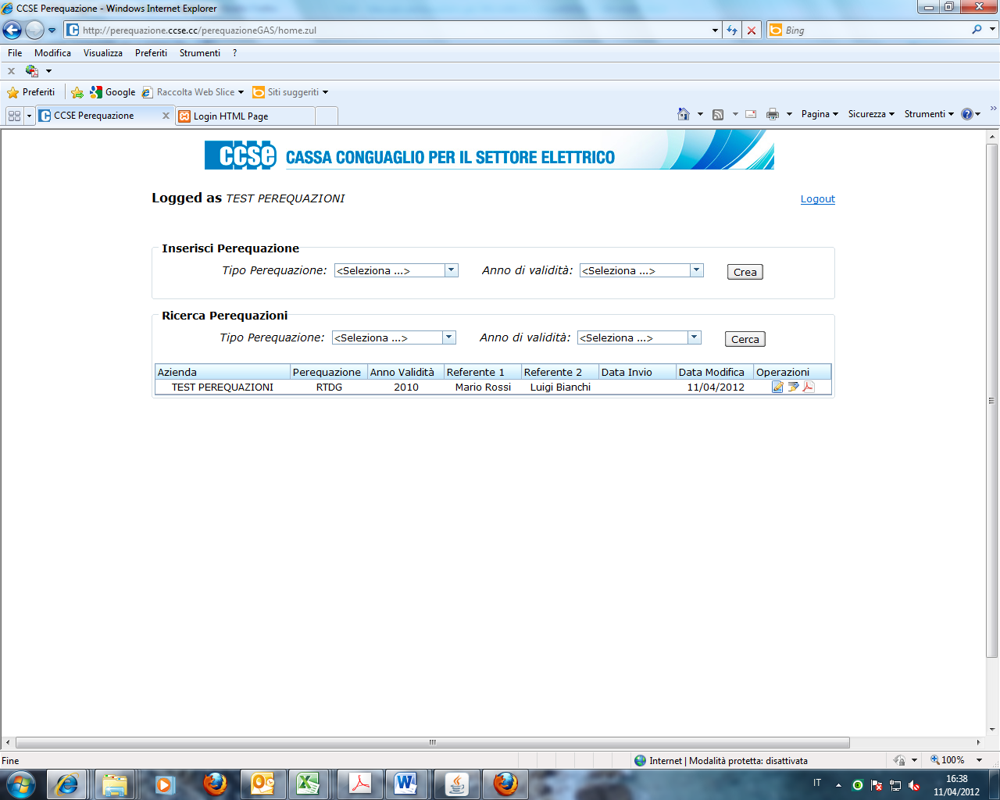 CCSE Perequazione - Windows Internet Explorer
http://perequazione.ccse.cc/perequazioneGAS/home.zul
Bing
File Modifica Visualizza Preferiti Strumenti ?
Preferiti Google Raccolta Web Slice Siti suggeriti
CCSE Perequazione Login HTML Page Pagina Sicurezza Strumenti
ccse CASSA CONGUAGLIO PER IL SETTORE ELETTRICO
Logged as TEST PEREQUAZIONI Logout
Inserisci Perequazione
Tipo Perequazione: <Seleziona ...> Anno di validità: <Seleziona ...> Crea
Ricerca Perequazioni
Tipo Perequazione: <Seleziona ...> Anno di validità: <Seleziona ...> Cerca
Azienda Perequazione Anno Validità Referente 1 Referente 2 Data Invio Data Modifica Operazioni
TEST PEREQUAZIONI RTDG 2010 Mario Rossi Luigi Bianchi 11/04/2012
Fine Internet | Modalità protetta: disattivata 100%
IT 16:38
11/04/2012